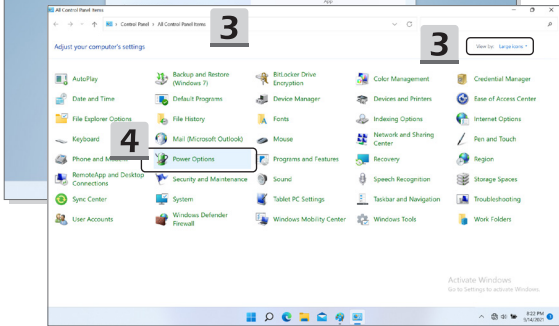 App
All Control Panel Items
Control Panel > All Control Panel Items
3
Adjust your computer's settings
3
View by: Large icons
AutoPlay
Backup and Restore (Windows 7)
BitLocker Drive Encryption
Color Management
Credential Manager
Date and Time
Default Programs
Device Manager
Devices and Printers
Ease of Access Center
File Explorer Options
File History
Fonts
Indexing Options
Internet Options
Keyboard
4
Mail (Microsoft Outlook)
Mouse
Network and Sharing Center
Pen and Touch
Phone and
Power Options
Programs and Features
Recovery
Region
RemoteApp and Desktop Connections
Security and Maintenance
Sound
Speech Recognition
Storage Spaces
Sync Center
System
Tablet PC Settings
Taskbar and Navigation
Troubleshooting
User Accounts
Windows Defender Firewall
Windows Mobility Center
Windows Tools
Work Folders
Activate Windows
Go to Settings to activate Windows.
8:22 PM